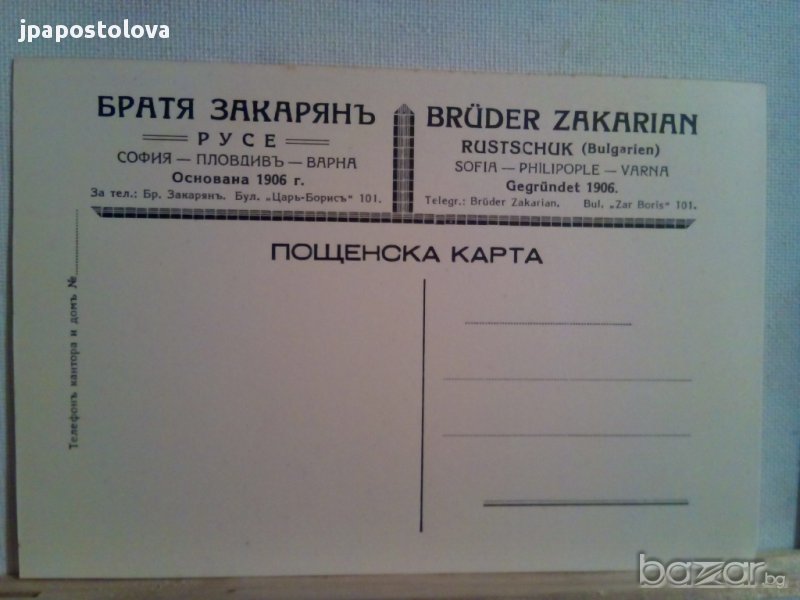 jpapostolova
БРАТЯ ЗАКАРЯНЪ
РУСЕ
СОФИЯ — ПЛОВДИВЪ — ВАРНА
Основана 1906 г.
За тел.: Бр. Закарянъ. Бул. „Царь-Борисъ" 101.
BRÜDER ZAKARIAN
RUSTSCHUK (Bulgarien)
SOFIA — PHILIPOPLE — VARNA
Gegründet 1906.
Telegr.: Brüder Zakarian. Bul. „Zar Boris" 101.
ПОЩЕНСКА КАРТА
Телефонъ кантора и домъ №
bazar.bg